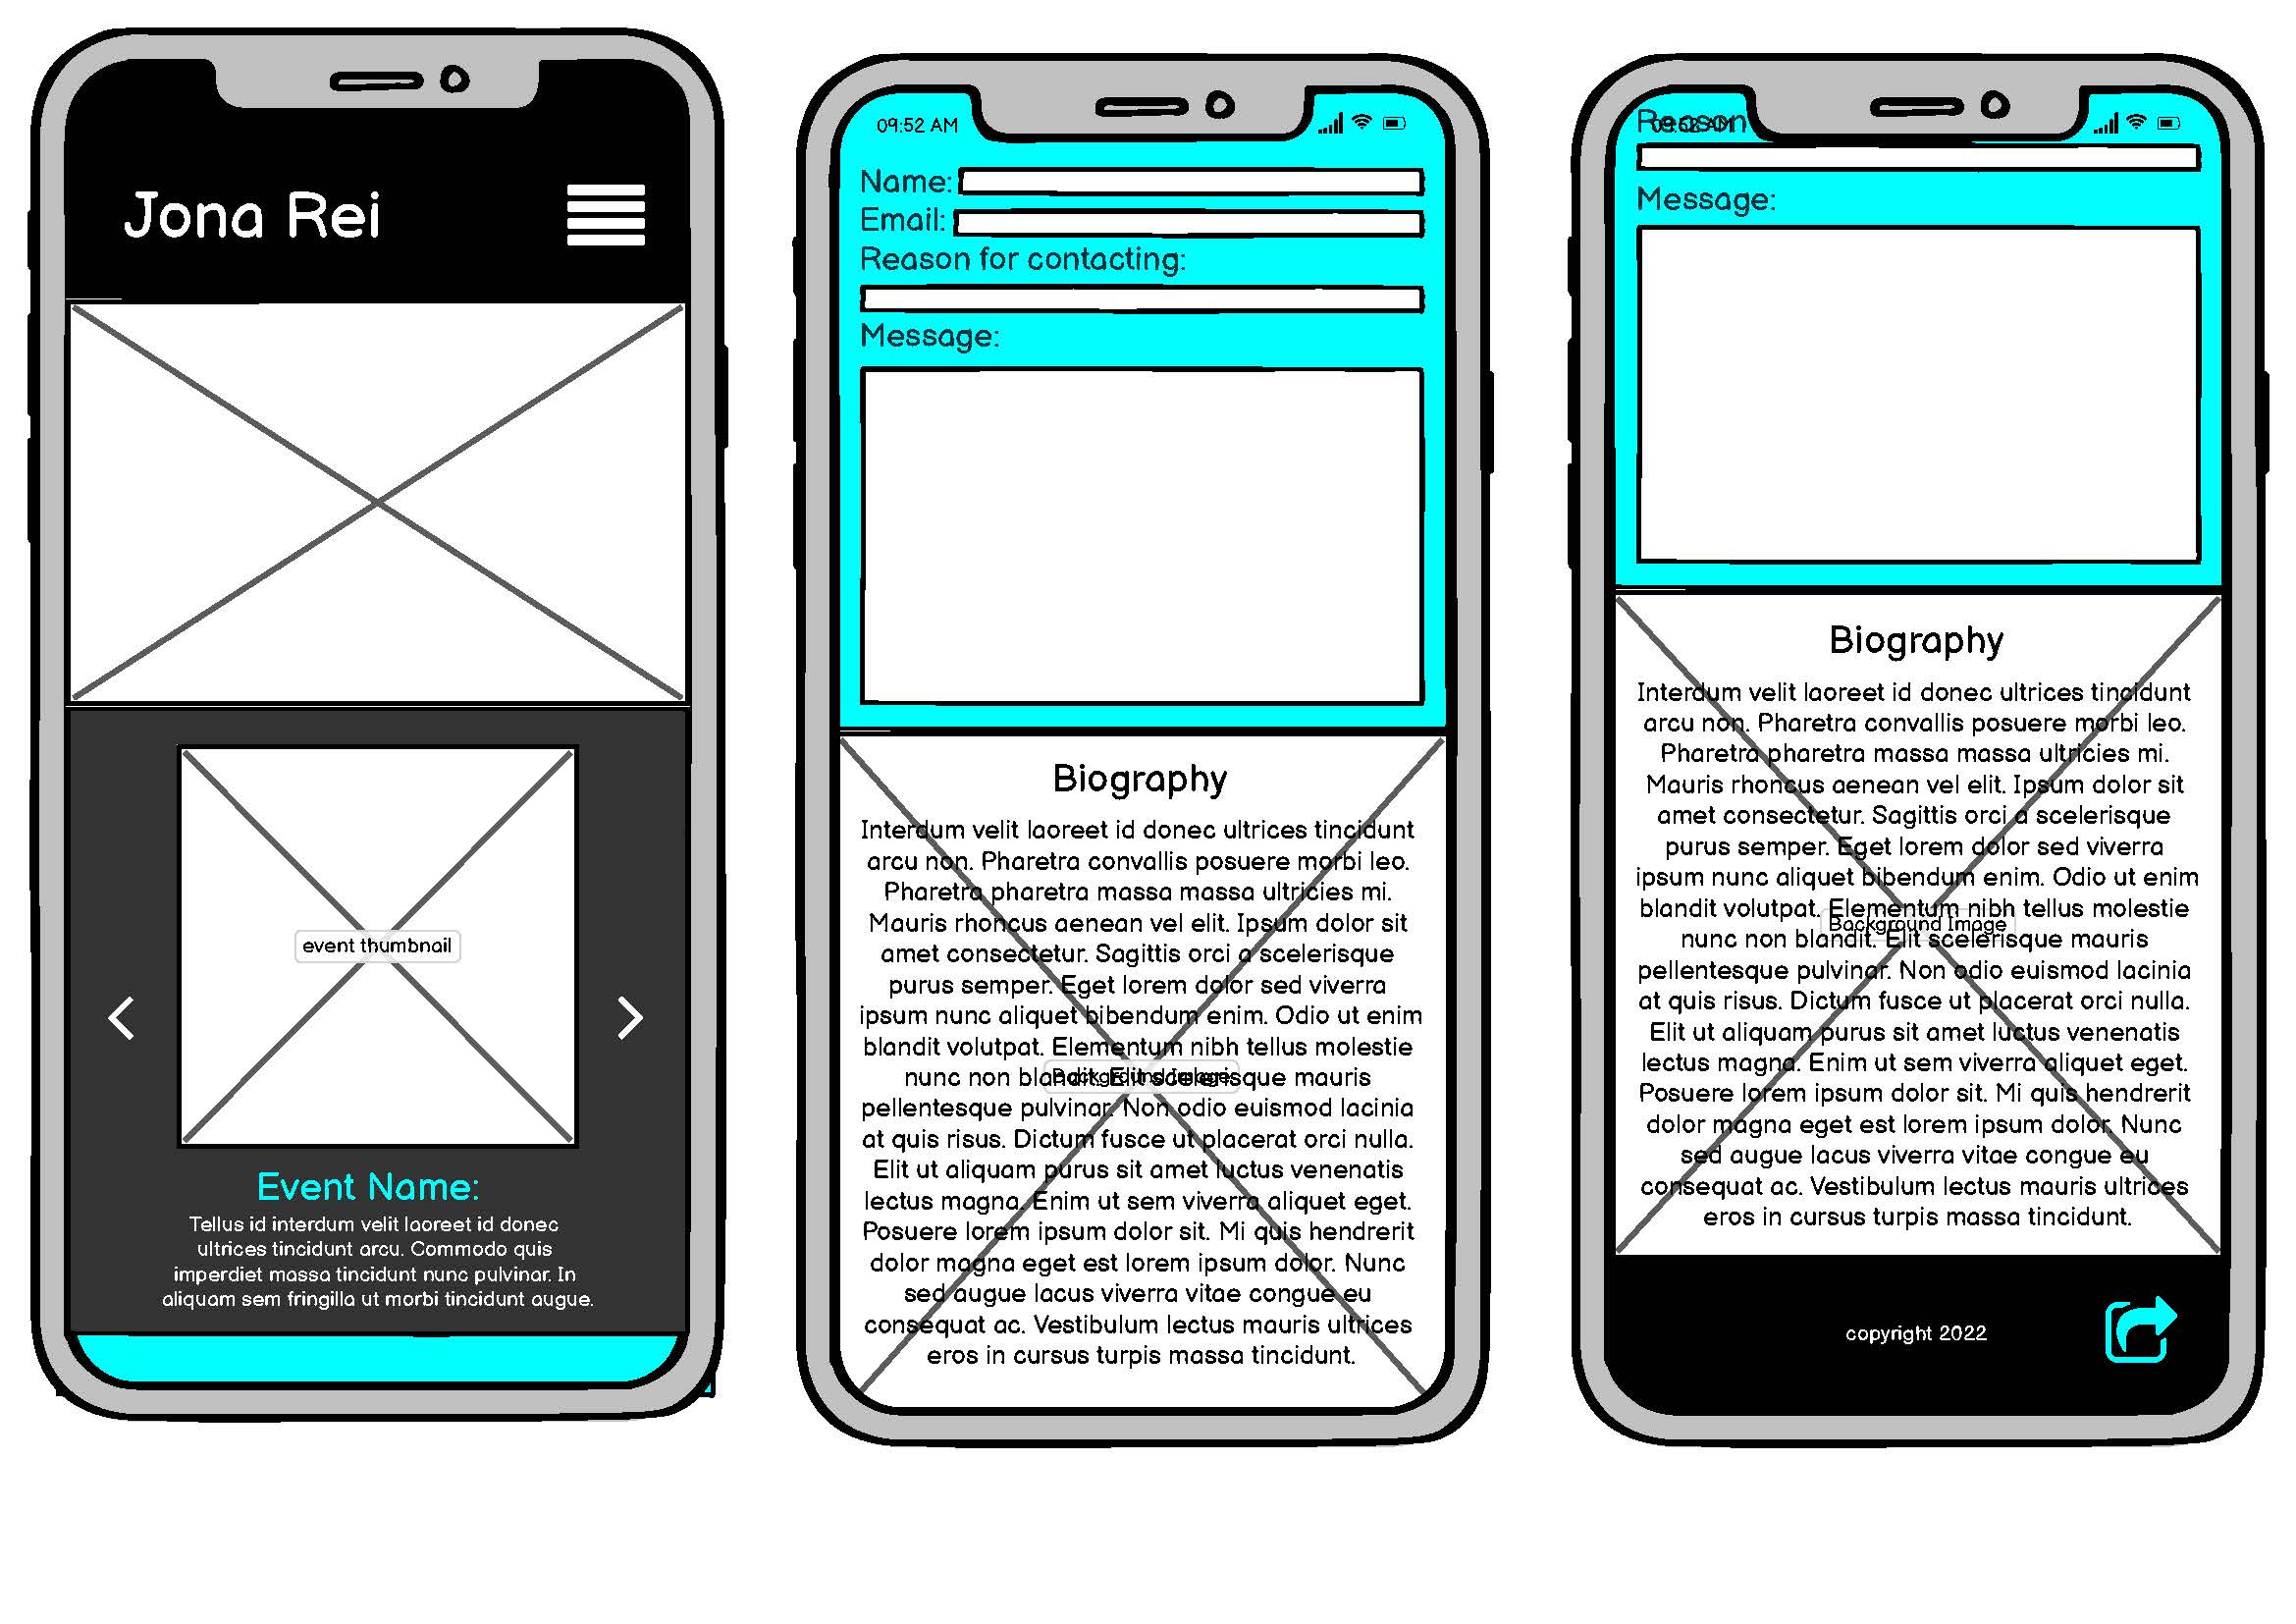 Jona Rei
event thumbnail
Event Name:
Tellus id interdum velit laoreet id donec
ultrices tincidunt arcu. Commodo quis
imperdiet massa tincidunt nunc pulvinar. In
aliquam sem fringilla ut morbi tincidunt augue.
09:52 AM
Name:
Email:
Reason for contacting:
Message:
Biography
Interdum velit laoreet id donec ultrices tincidunt
arcu non. Pharetra convallis posuere morbi leo.
Pharetra pharetra massa massa ultricies mi.
Mauris rhoncus aenean vel elit. Ipsum dolor sit
amet consectetur. Sagittis orci a scelerisque
purus semper. Eget lorem dolor sed viverra
ipsum nunc aliquet bibendum enim. Odio ut enim
blandit volutpat. Elementum nibh tellus molestie
nunc non blandit. Elit scelerisque mauris
Background Image
pellentesque pulvinar. Non odio euismod lacinia
at quis risus. Dictum fusce ut placerat orci nulla.
Elit ut aliquam purus sit amet luctus venenatis
lectus magna. Enim ut sem viverra aliquet eget.
Posuere lorem ipsum dolor sit. Mi quis hendrerit
dolor magna eget est lorem ipsum dolor. Nunc
sed augue lacus viverra vitae congue eu
consequat ac. Vestibulum lectus mauris ultrices
eros in cursus turpis massa tincidunt.
Reason
09:52 AM
Message:
Biography
Interdum velit laoreet id donec ultrices tincidunt
arcu non. Pharetra convallis posuere morbi leo.
Pharetra pharetra massa massa ultricies mi.
Mauris rhoncus aenean vel elit. Ipsum dolor sit
amet consectetur. Sagittis orci a scelerisque
purus semper. Eget lorem dolor sed viverra
ipsum nunc aliquet bibendum enim. Odio ut enim
blandit volutpat. Elementum nibh tellus molestie
Background Image
nunc non blandit. Elit scelerisque mauris
pellentesque pulvinar. Non odio euismod lacinia
at quis risus. Dictum fusce ut placerat orci nulla.
Elit ut aliquam purus sit amet luctus venenatis
lectus magna. Enim ut sem viverra aliquet eget.
Posuere lorem ipsum dolor sit. Mi quis hendrerit
dolor magna eget est lorem ipsum dolor. Nunc
sed augue lacus viverra vitae congue eu
consequat ac. Vestibulum lectus mauris ultrices
eros in cursus turpis massa tincidunt.
copyright 2022